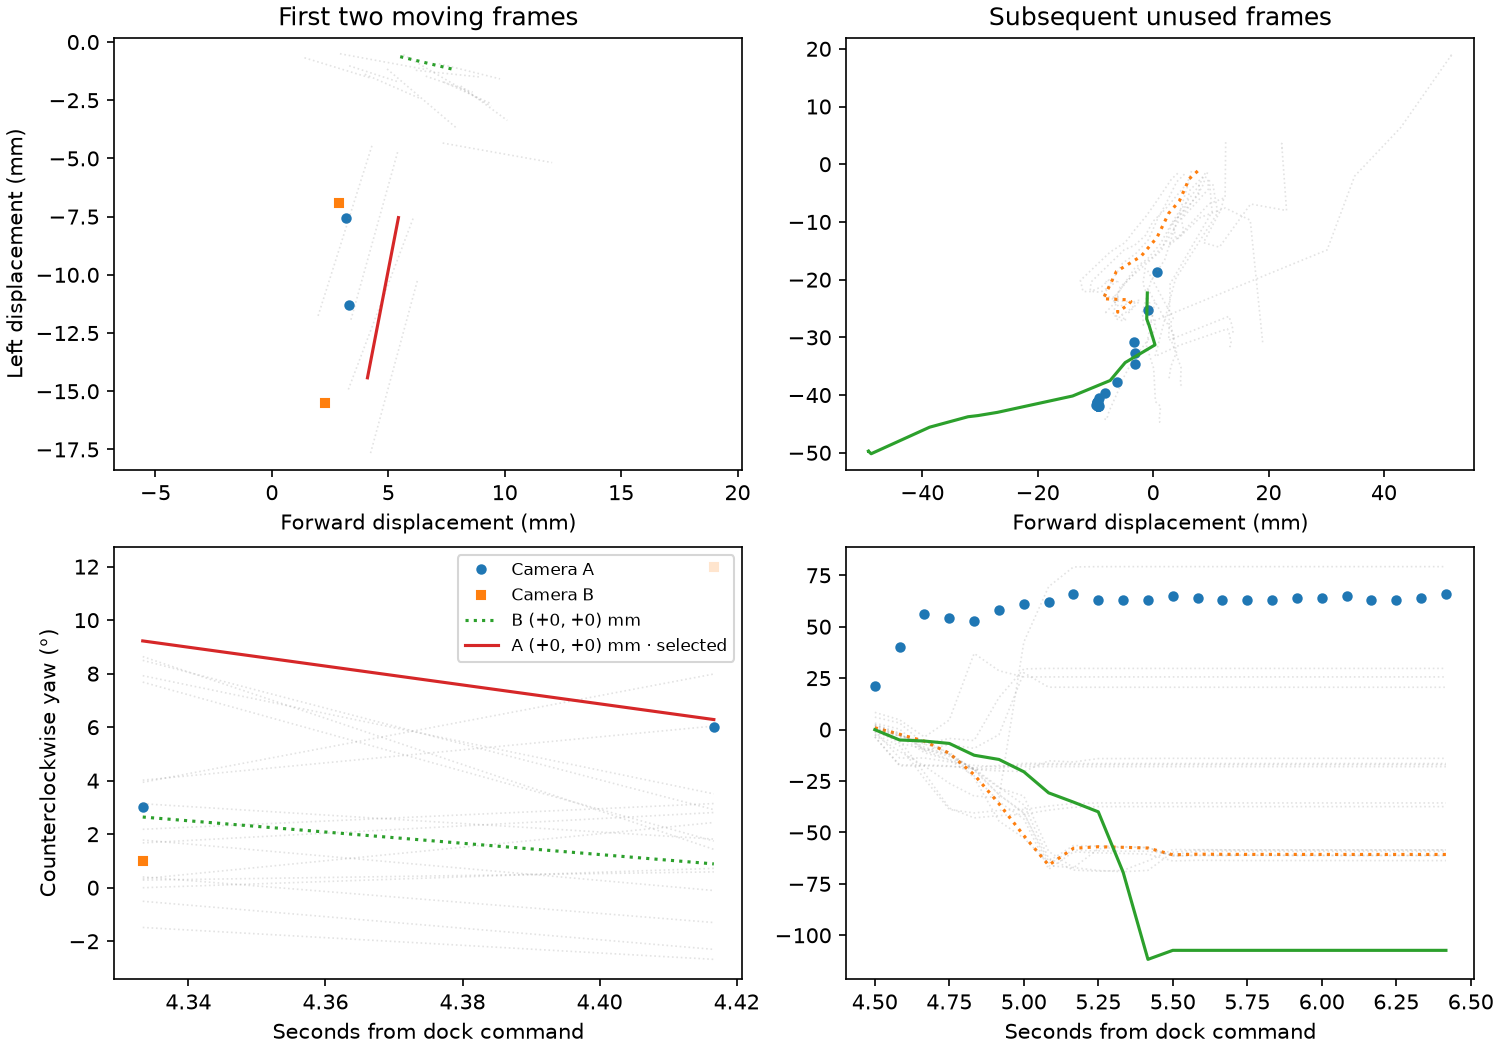 First two moving frames
0.0
−2.5
−5.0
−7.5
−10.0
−12.5
−15.0
−17.5
Left displacement (mm)
−5 0 5 10 15 20
Forward displacement (mm)
Subsequent unused frames
20
10
0
−10
−20
−30
−40
−50
−40 −20 0 20 40
Forward displacement (mm)
12
10
8
6
4
2
0
−2
Counterclockwise yaw (°)
Camera A
Camera B
B (+0, +0) mm
A (+0, +0) mm · selected
4.34 4.36 4.38 4.40 4.42
Seconds from dock command
75
50
25
0
−25
−50
−75
−100
4.50 4.75 5.00 5.25 5.50 5.75 6.00 6.25 6.50
Seconds from dock command